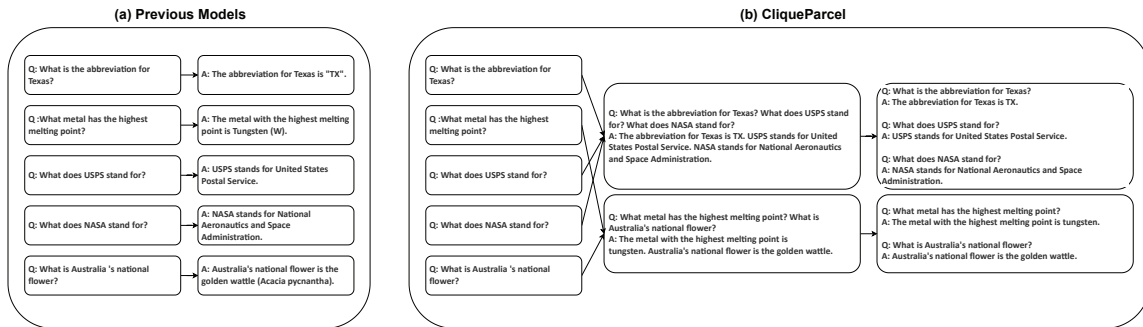 (a) Previous Models
Q: What is the abbreviation for
Texas?
A: The abbreviation for Texas is "TX".
Q :What metal has the highest
melting point?
A: The metal with the highest melting
point is Tungsten (W).
Q: What does USPS stand for?
A: USPS stands for United States
Postal Service.
Q: What does NASA stand for?
A: NASA stands for National
Aeronautics and Space
Administration.
Q: What is Australia 's national
flower?
A: Australia's national flower is the
golden wattle (Acacia pycnantha).
(b) CliqueParcel
Q: What is the abbreviation for
Texas?
Q :What metal has the highest
melting point?
Q: What does USPS stand for?
Q: What does NASA stand for?
Q: What is Australia 's national
flower?
Q: What is the abbreviation for Texas? What does USPS stand
for? What does NASA stand for?
A: The abbreviation for Texas is TX. USPS stands for United
States Postal Service. NASA stands for National Aeronautics
and Space Administration.
Q: What metal has the highest melting point? What is
Australia's national flower?
A: The metal with the highest melting point is
tungsten. Australia's national flower is the golden wattle.
Q: What is the abbreviation for Texas?
A: The abbreviation for Texas is TX.
Q: What does USPS stand for?
A: USPS stands for United States Postal Service.
Q: What does NASA stand for?
A: NASA stands for National Aeronautics and Space
Administration.
Q: What metal has the highest melting point?
A: The metal with the highest melting point is tungsten.
Q: What is Australia's national flower?
A: Australia's national flower is the golden wattle.